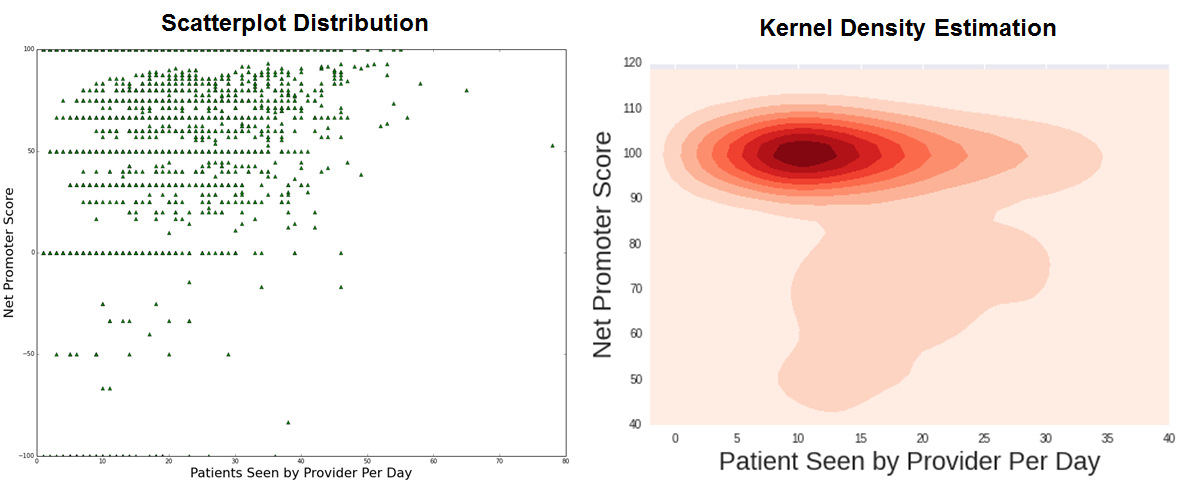 Scatterplot Distribution
100
50
0
−50
−100
Net Promoter Score
0 10 20 30 40 50 60 70 80
Patients Seen by Provider Per Day
Kernel Density Estimation
120
110
100
90
80
70
60
50
40
Net Promoter Score
0 5 10 15 20 25 30 35 40
Patient Seen by Provider Per Day